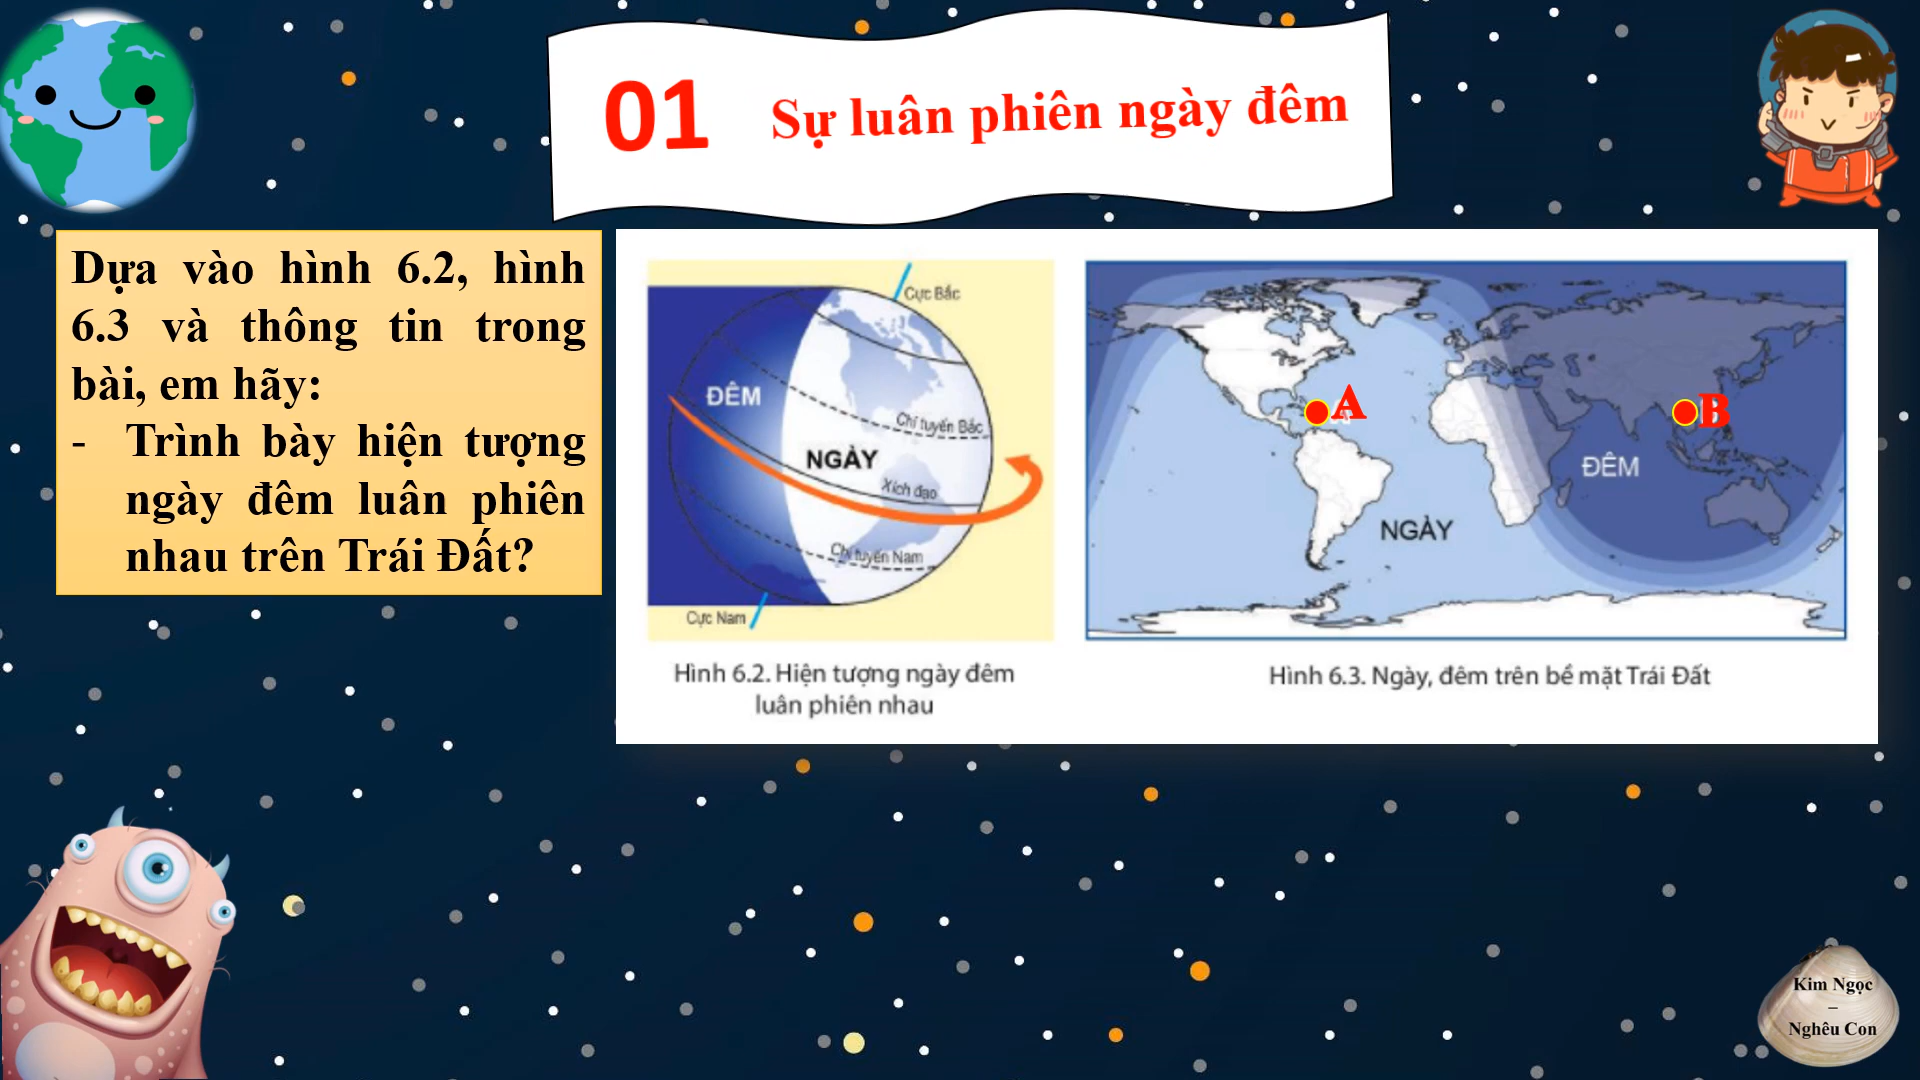 01 Sự luân phiên ngày đêm
Dựa vào hình 6.2, hình
6.3 và thông tin trong
bài, em hãy:
- Trình bày hiện tượng
ngày đêm luân phiên
nhau trên Trái Đất?
Cực Bắc
ĐÊM
Chí tuyến Bắc
NGÀY
Xích đạo
Chí tuyến Nam
Cực Nam
Hình 6.2. Hiện tượng ngày đêm
luân phiên nhau
A
B
ĐÊM
NGÀY
Hình 6.3. Ngày, đêm trên bề mặt Trái Đất
Kim Ngọc
–
Nghêu Con